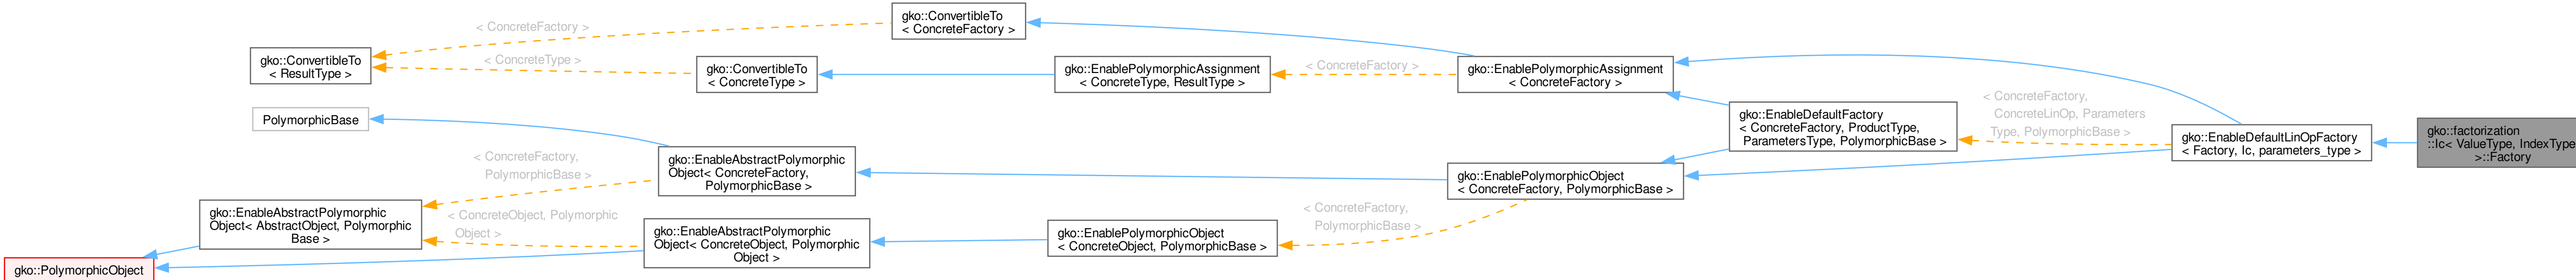 gko::ConvertibleTo
< ConcreteFactory >
< ConcreteFactory >
gko::ConvertibleTo
< ResultType >
< ConcreteType >
gko::ConvertibleTo
< ConcreteType >
gko::EnablePolymorphicAssignment
< ConcreteType, ResultType >
< ConcreteFactory >
gko::EnablePolymorphicAssignment
< ConcreteFactory >
PolymorphicBase
gko::EnableDefaultFactory
< ConcreteFactory, ProductType,
ParametersType, PolymorphicBase >
< ConcreteFactory,
ConcreteLinOp, Parameters
Type, PolymorphicBase >
gko::EnableDefaultLinOpFactory
< Factory, Ic, parameters_type >
gko::factorization
::Ic< ValueType, IndexType
>::Factory
< ConcreteFactory,
PolymorphicBase >
gko::EnableAbstractPolymorphic
Object< ConcreteFactory,
PolymorphicBase >
gko::EnablePolymorphicObject
< ConcreteFactory, PolymorphicBase >
gko::EnableAbstractPolymorphic
Object< AbstractObject, Polymorphic
Base >
< ConcreteObject, Polymorphic
Object >
gko::EnableAbstractPolymorphic
Object< ConcreteObject, Polymorphic
Object >
gko::EnablePolymorphicObject
< ConcreteObject, PolymorphicBase >
< ConcreteFactory,
PolymorphicBase >
gko::PolymorphicObject